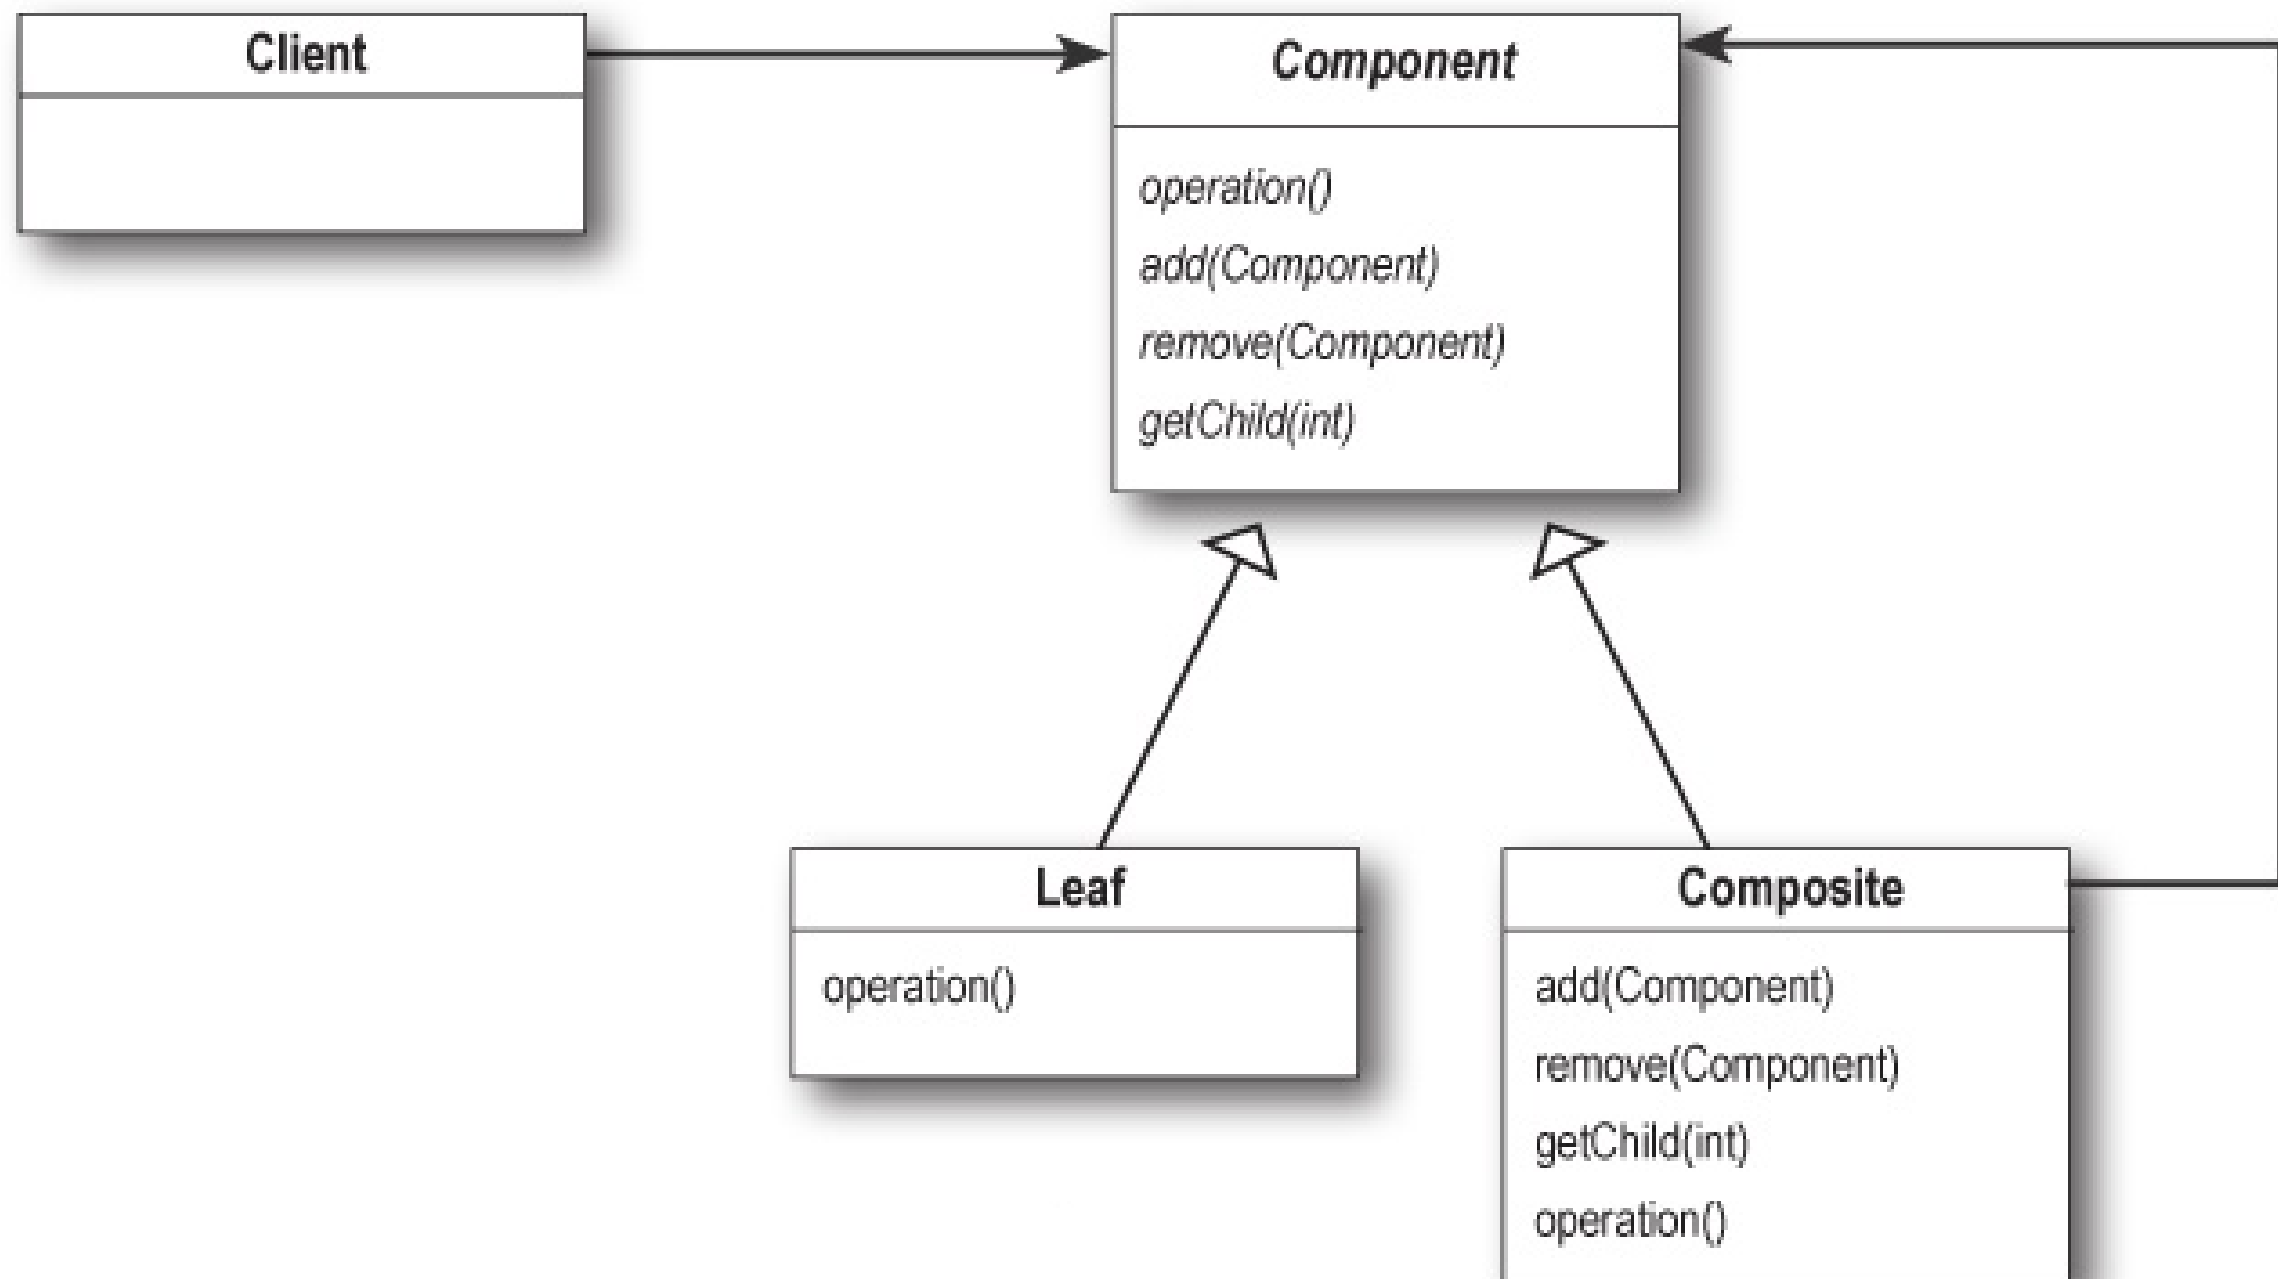 Client
Component
operation()
add(Component)
remove(Component)
getChild(int)
Leaf
operation()
Composite
add(Component)
remove(Component)
getChild(int)
operation()